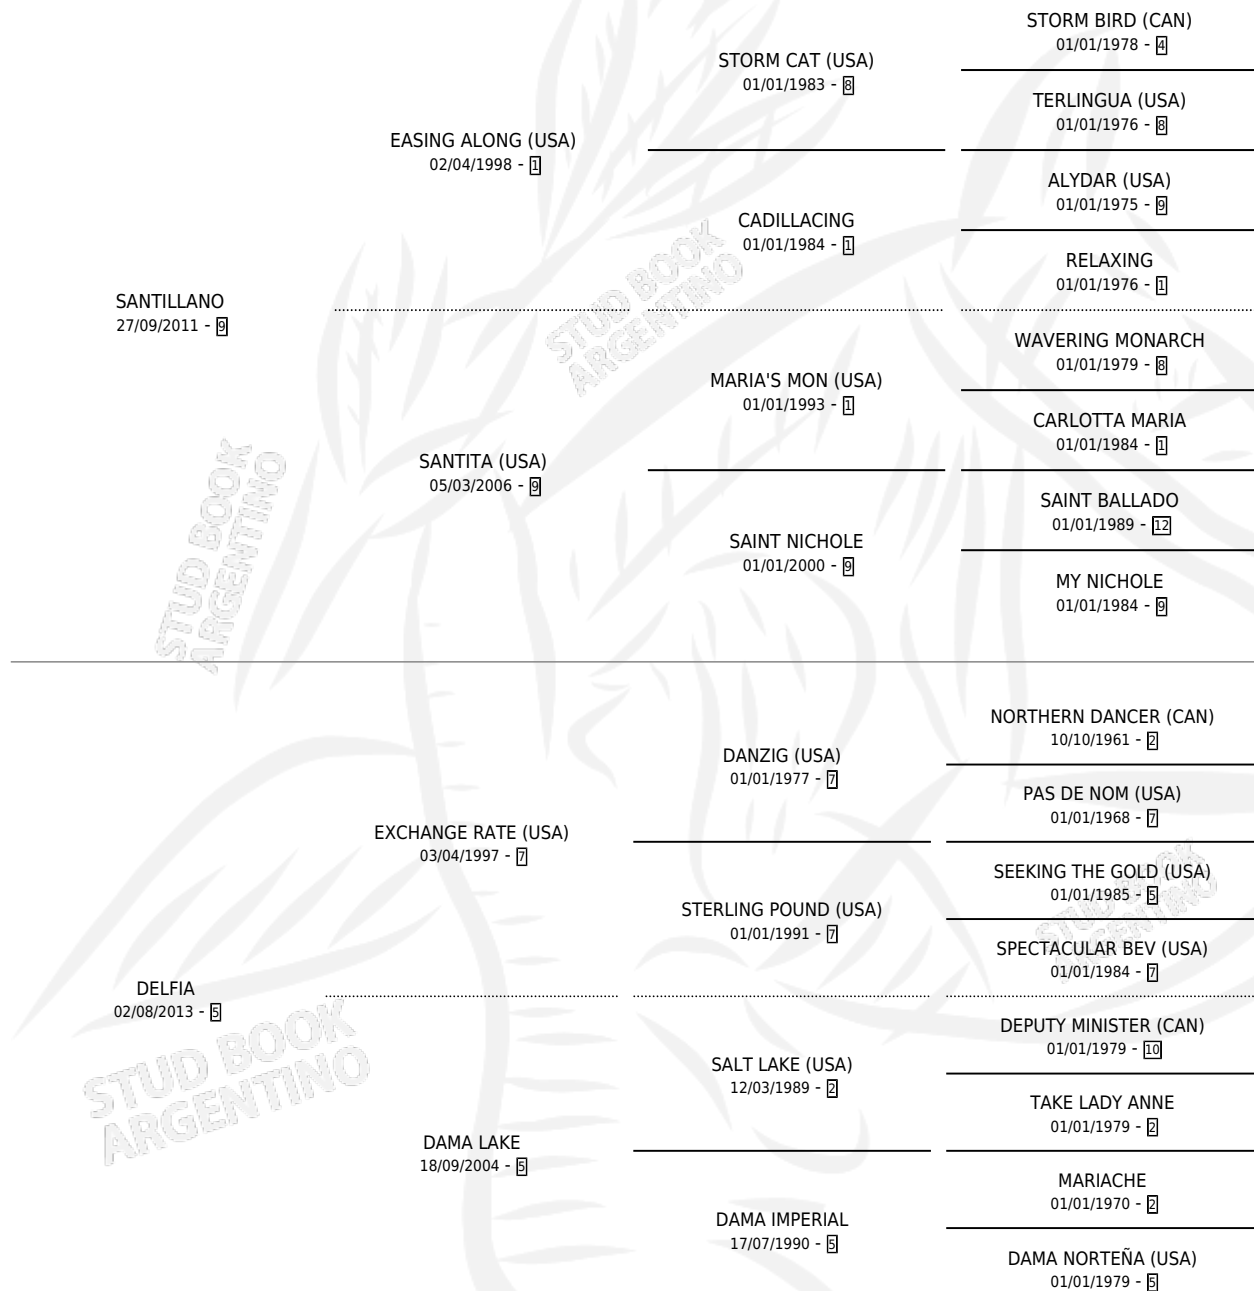 STORM BIRD (CAN)
01/01/1978 - 4
STORM CAT (USA)
01/01/1983 - 8
TERLINGUA (USA)
01/01/1976 - 8
EASING ALONG (USA)
02/04/1998 - 1
ALYDAR (USA)
01/01/1975 - 9
CADILLACING
01/01/1984 - 1
RELAXING
01/01/1976 - 1
SANTILLANO
27/09/2011 - 9
STUD BOOK
ARGENTINO
WAVERING MONARCH
01/01/1979 - 8
MARIA'S MON (USA)
01/01/1993 - 1
CARLOTTA MARIA
01/01/1984 - 1
SANTITA (USA)
05/03/2006 - 9
SAINT BALLADO
01/01/1989 - 12
SAINT NICHOLE
01/01/2000 - 9
MY NICHOLE
01/01/1984 - 9
STUD BOOK
ARGENTINO
NORTHERN DANCER (CAN)
10/10/1961 - 2
DANZIG (USA)
01/01/1977 - 7
PAS DE NOM (USA)
01/01/1968 - 7
EXCHANGE RATE (USA)
03/04/1997 - 7
SEEKING THE GOLD (USA)
01/01/1985 - 5
STERLING POUND (USA)
01/01/1991 - 7
STUD BOOK
ARGENTINO
SPECTACULAR BEV (USA)
01/01/1984 - 7
DELFIA
02/08/2013 - 5
DEPUTY MINISTER (CAN)
01/01/1979 - 10
SALT LAKE (USA)
12/03/1989 - 2
TAKE LADY ANNE
01/01/1979 - 2
STUD BOOK
ARGENTINO
DAMA LAKE
18/09/2004 - 5
MARIACHE
01/01/1970 - 2
DAMA IMPERIAL
17/07/1990 - 5
DAMA NORTEÑA (USA)
01/01/1979 - 5